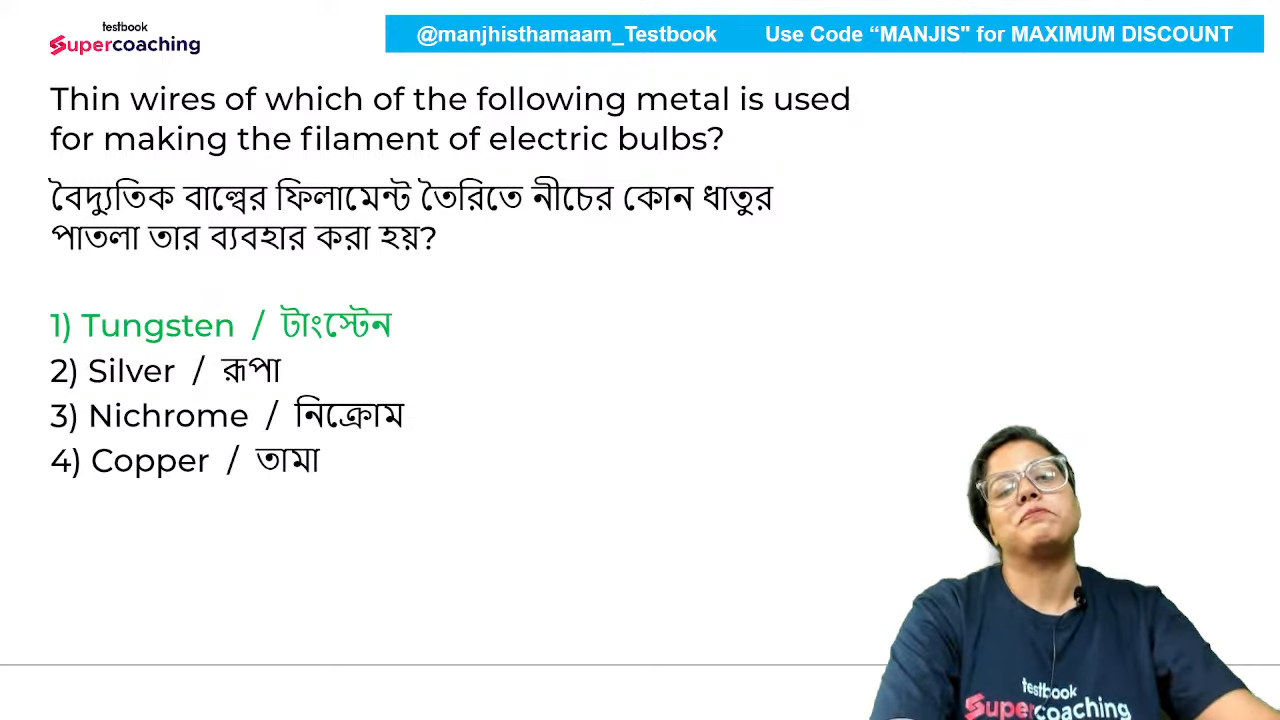 testbook
Supercoaching
@manjhisthamaam_Testbook Use Code “MANJIS" for MAXIMUM DISCOUNT
Thin wires of which of the following metal is used
for making the filament of electric bulbs?
বৈদ্যুতিক বাল্বের ফিলামেন্ট তৈরিতে নীচের কোন ধাতুর
পাতলা তার ব্যবহার করা হয়?
1) Tungsten / টাংস্টেন
2) Silver / রূপা
3) Nichrome / নিক্রোম
4) Copper / তামা
testbook
Supercoaching